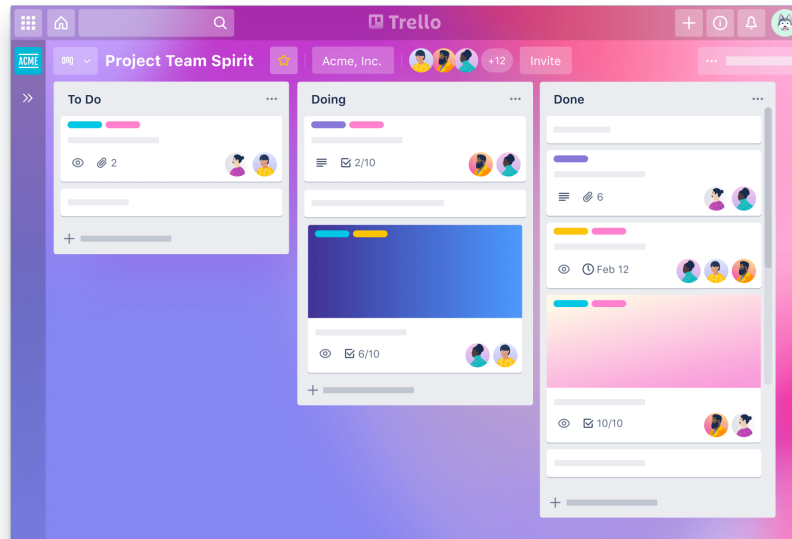 Trello
ACME
Project Team Spirit
Acme, Inc.
+12
Invite
To Do
2
Doing
2/10
6/10
Done
6
Feb 12
10/10